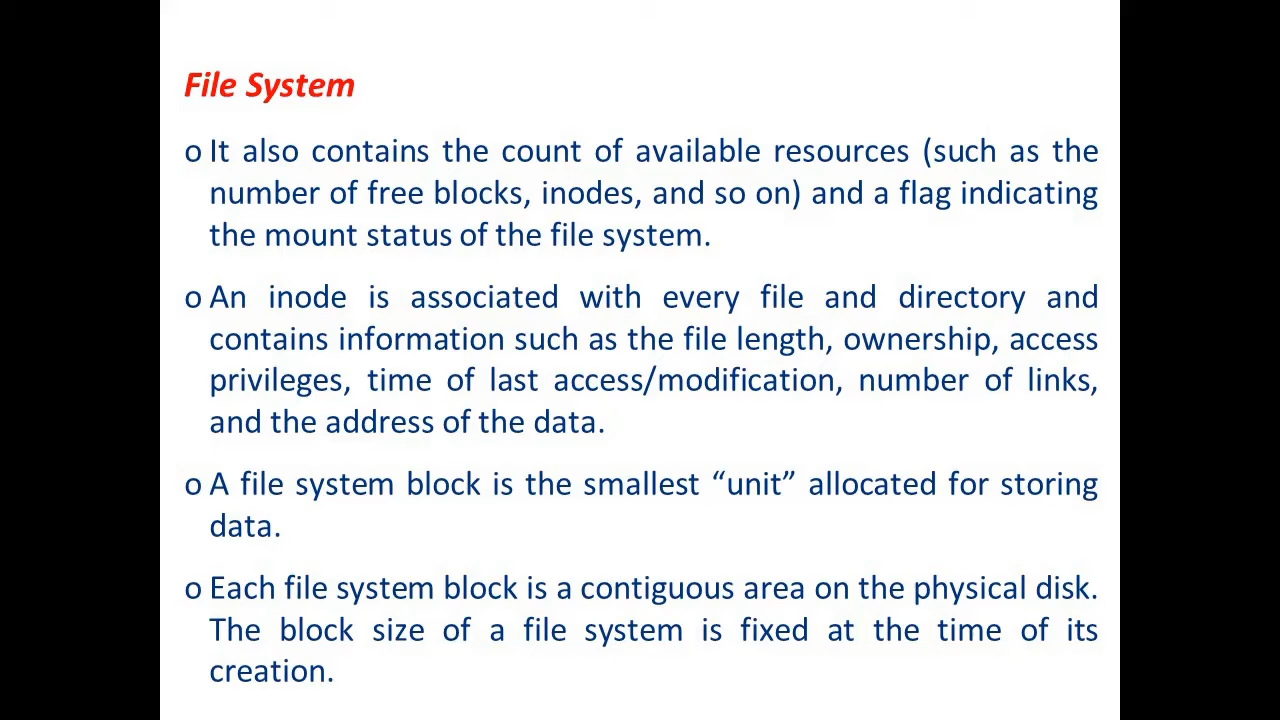 File System
o It also contains the count of available resources (such as the
number of free blocks, inodes, and so on) and a flag indicating
the mount status of the file system.
o An inode is associated with every file and directory and
contains information such as the file length, ownership, access
privileges, time of last access/modification, number of links,
and the address of the data.
o A file system block is the smallest “unit” allocated for storing
data.
o Each file system block is a contiguous area on the physical disk.
The block size of a file system is fixed at the time of its
creation.